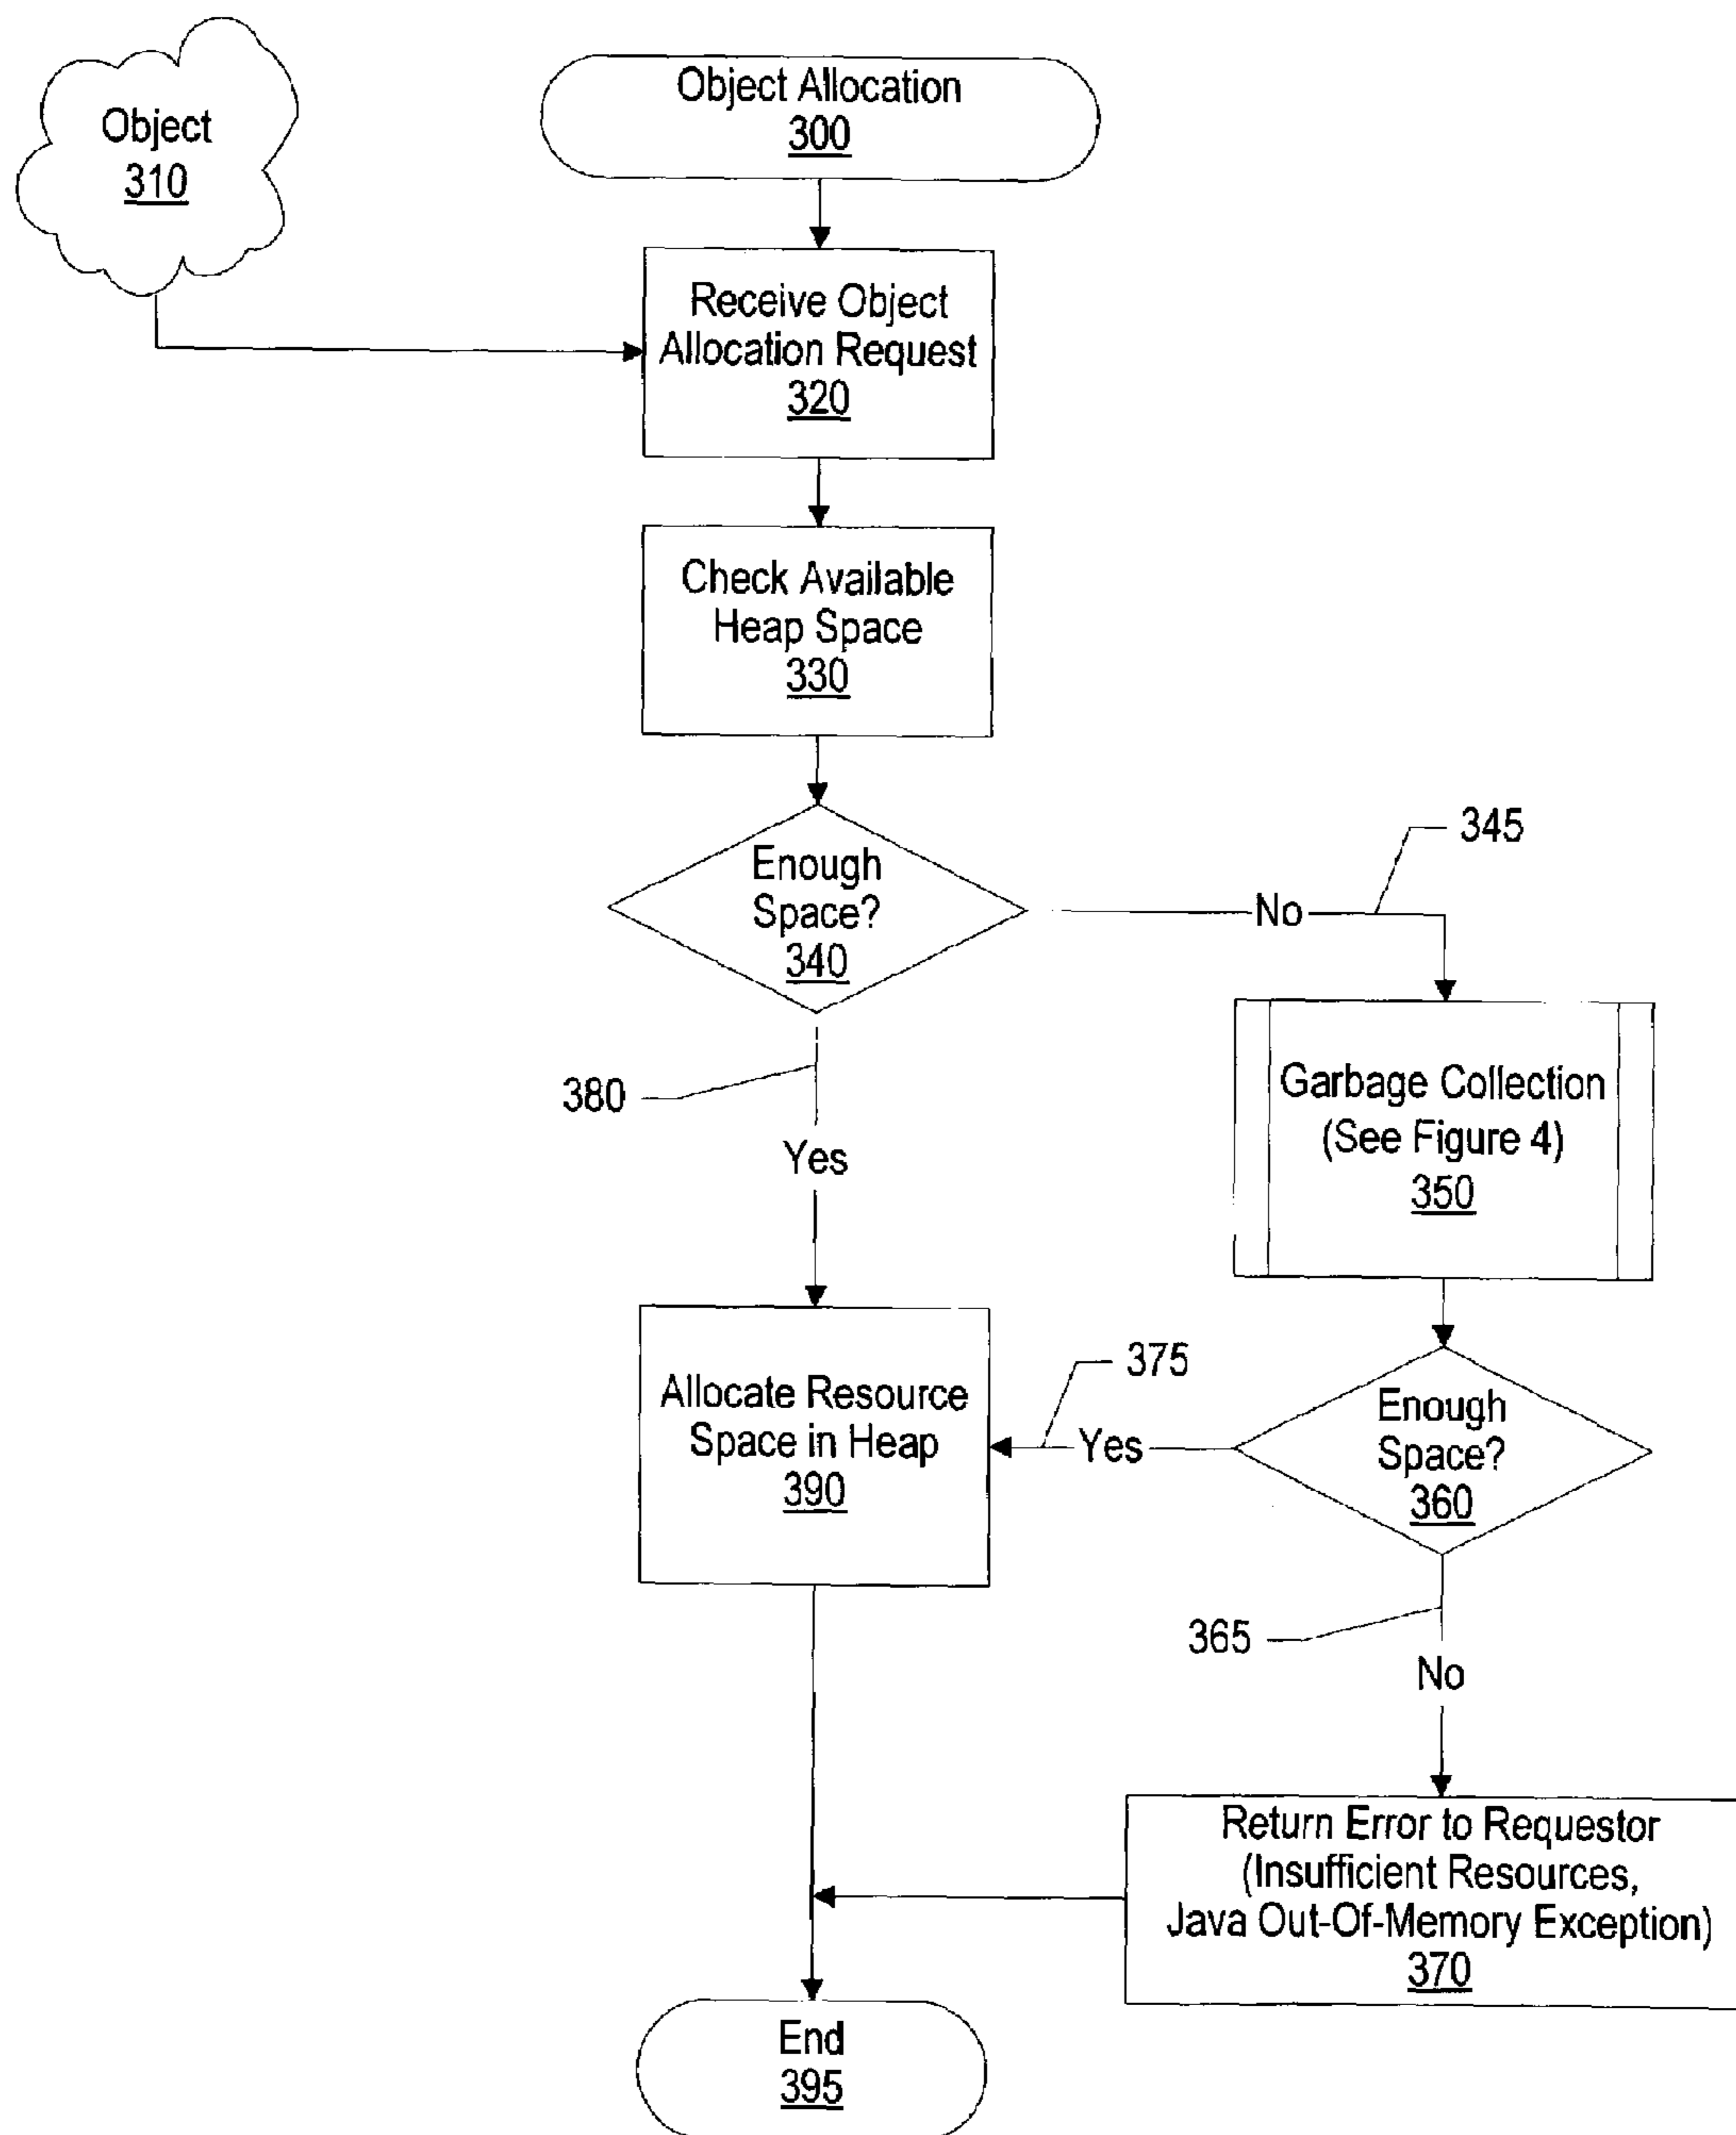 Object
310
Object Allocation
300
Receive Object
Allocation Request
320
Check Available
Heap Space
330
Enough
Space?
340
No
345
380
Yes
Garbage Collection
(See Figure 4)
350
Allocate Resource
Space in Heap
390
375
Yes
Enough
Space?
360
365
No
Return Error to Requestor
(Insufficient Resources,
Java Out-Of-Memory Exception)
370
End
395